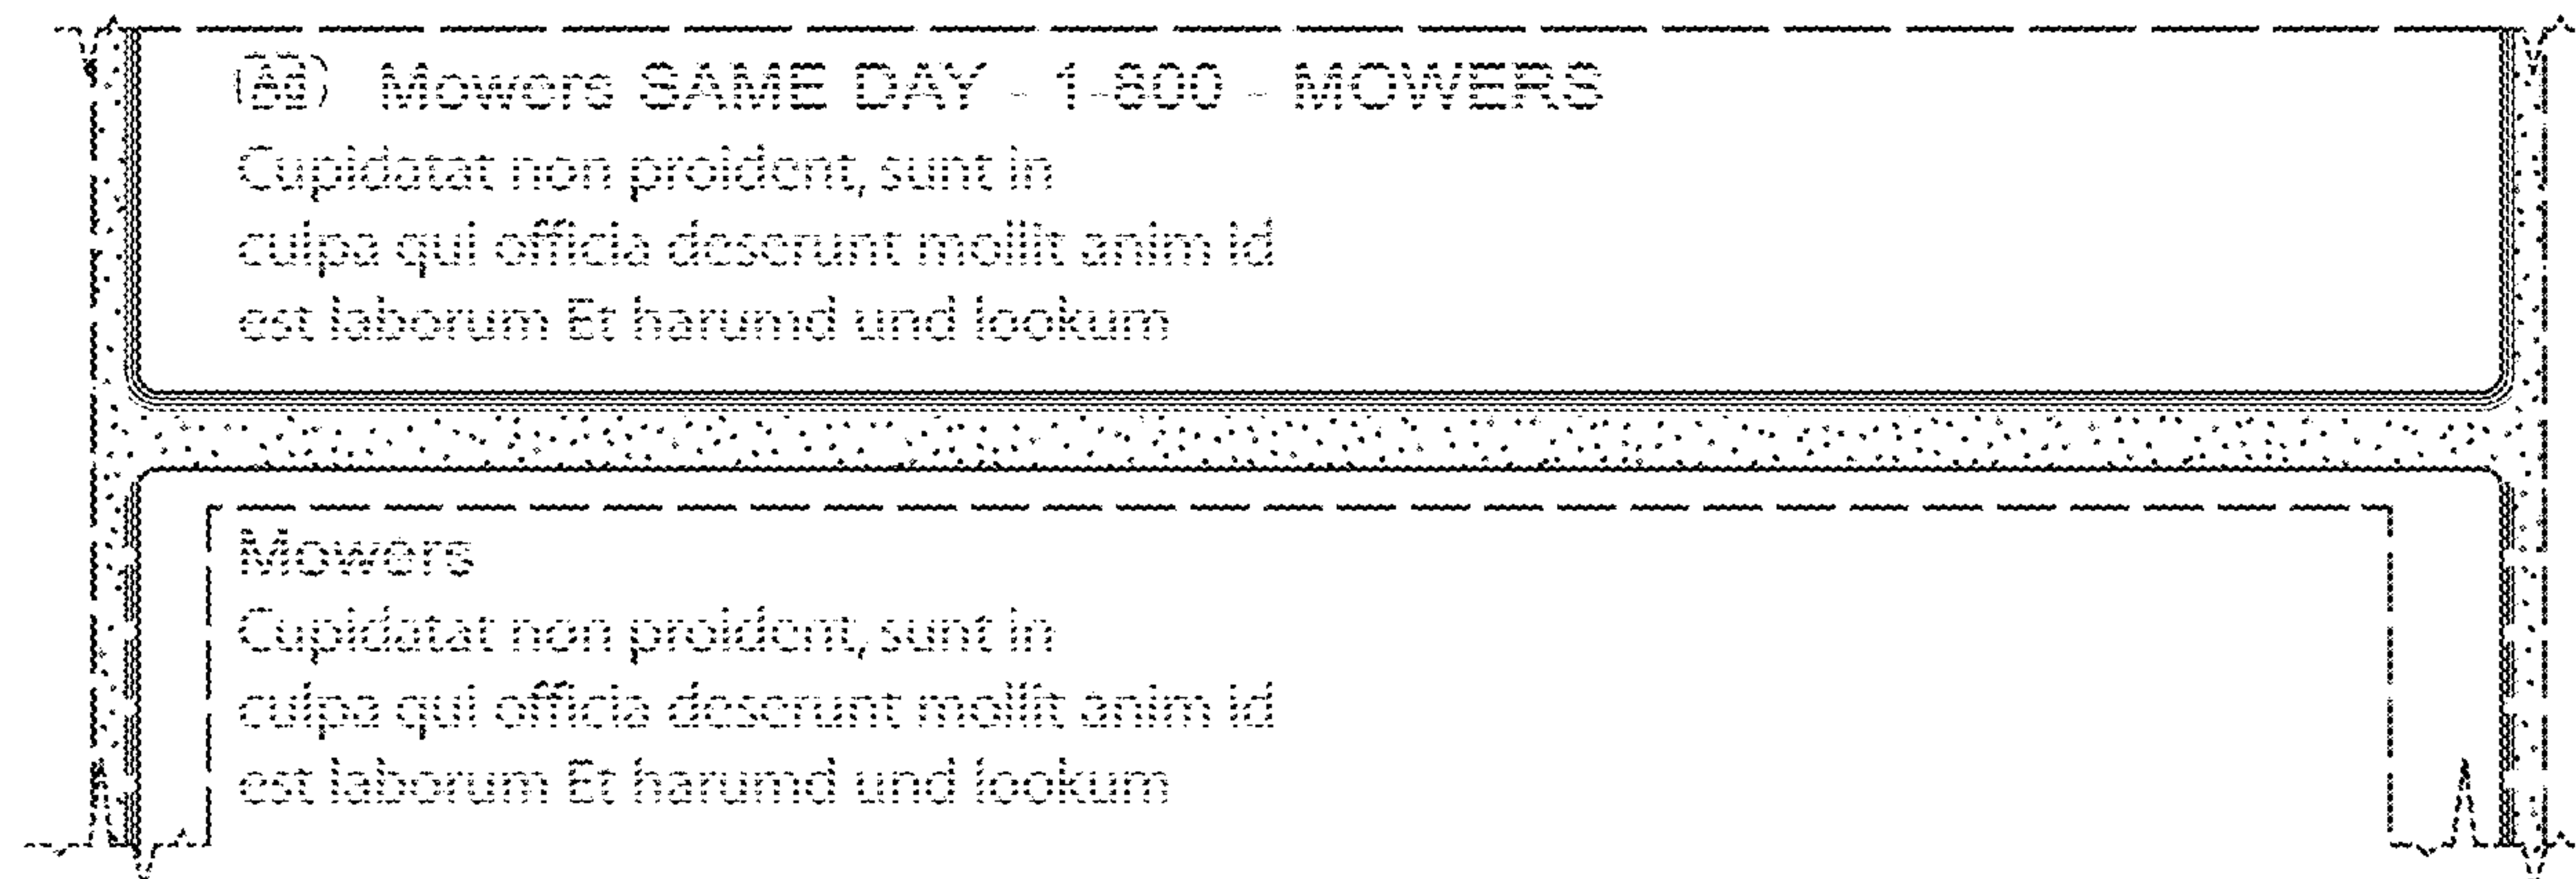 Ad Mowers SAME DAY - 1-800 - MOWERS
Cupidatat non proident, sunt in
culpa qui officia deserunt mollit anim id
est laborum Et harumd und lookum
Mowers
Cupidatat non proident, sunt in
culpa qui officia deserunt mollit anim id
est laborum Et harumd und lookum